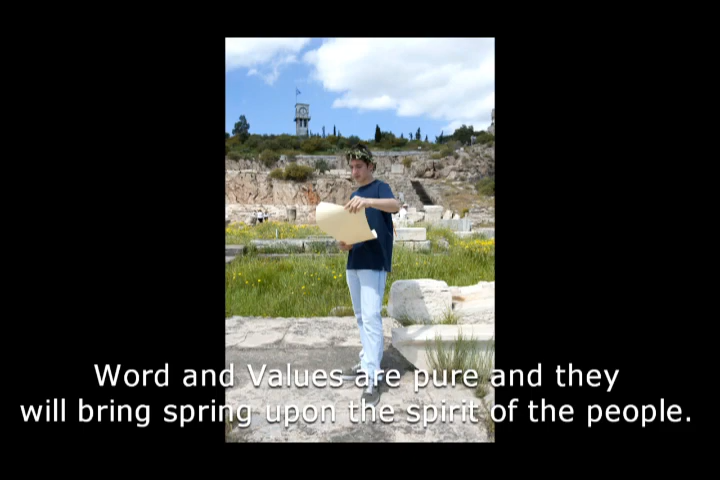 Word and Values are pure and they
will bring spring upon the spirit of the people.